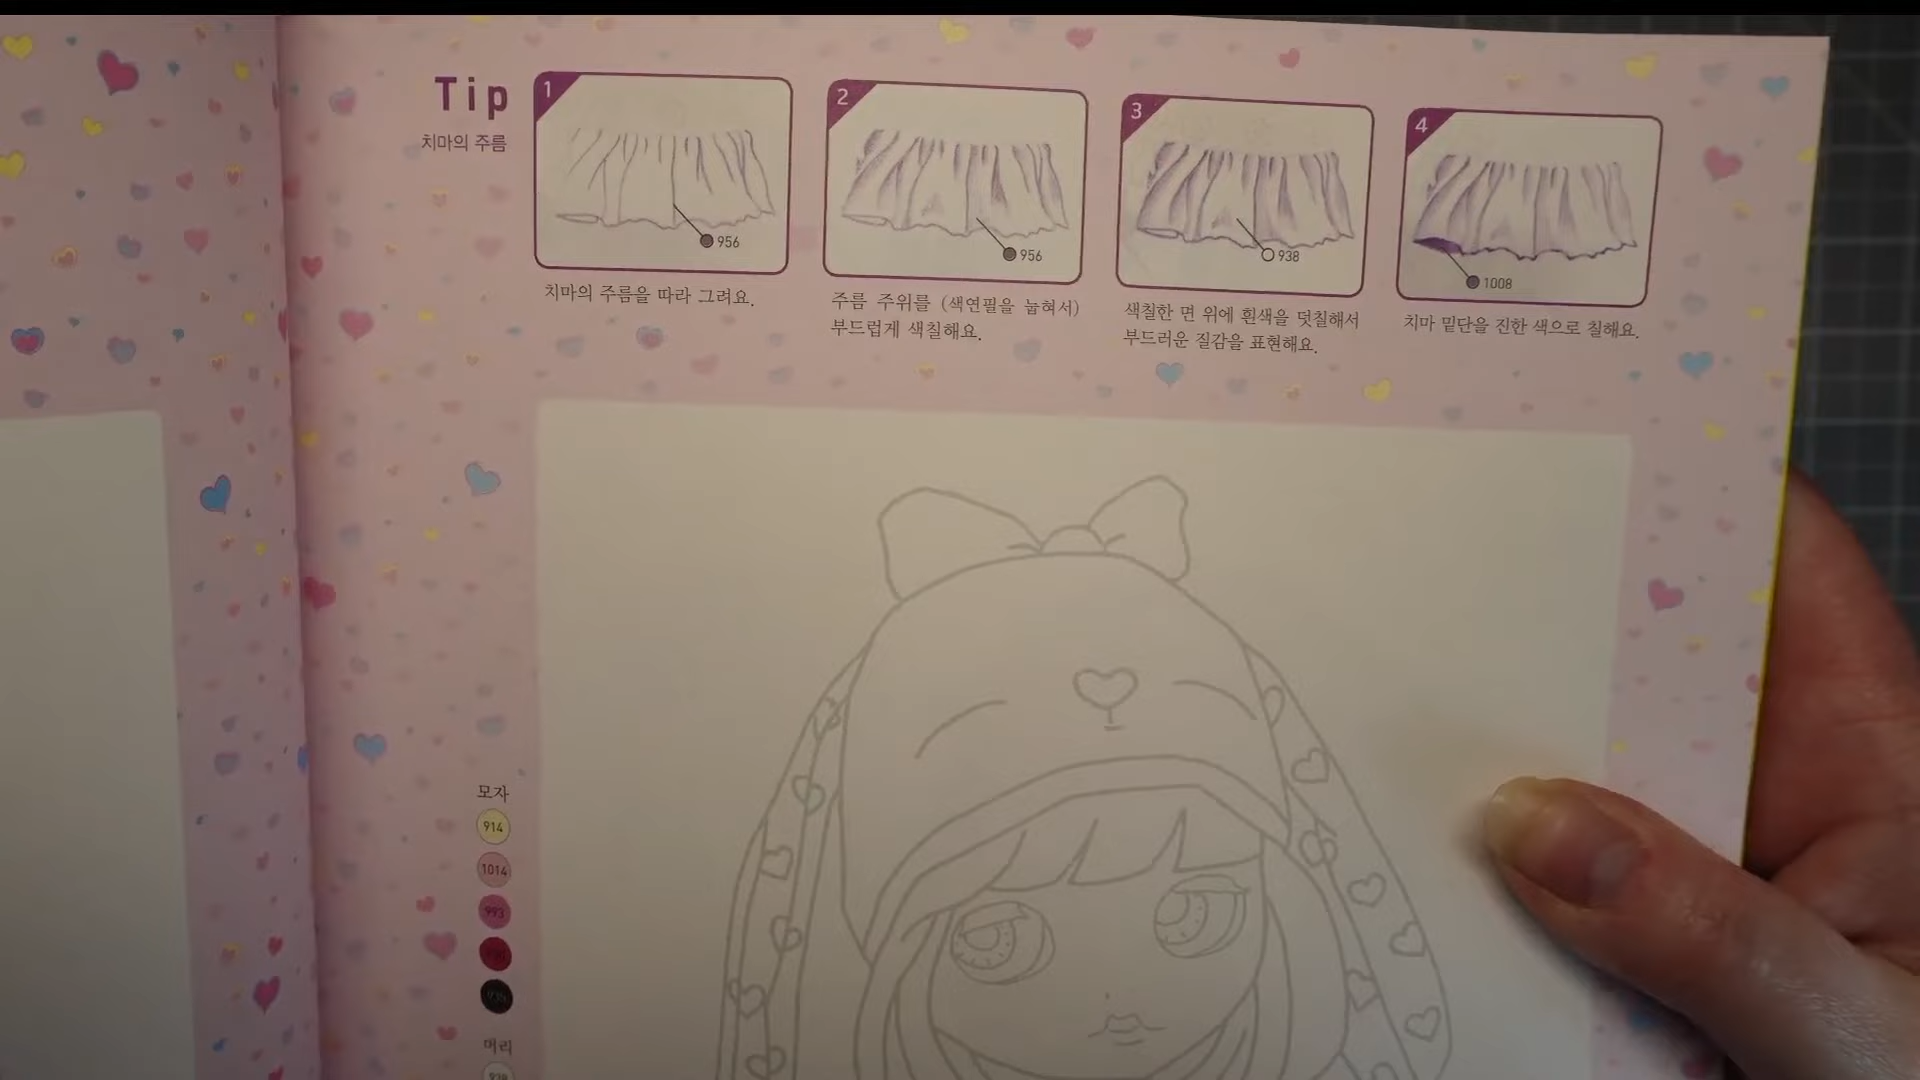 Tip
치마의 주름
1
956
치마의 주름을 따라 그려요.
2
956
주름 주위를 (색연필을 눕혀서)
부드럽게 색칠해요.
3
938
색칠한 면 위에 흰색을 덧칠해서
부드러운 질감을 표현해요.
4
1008
치마 밑단을 진한 색으로 칠해요.
모자
914
1014
993
935
머리
938